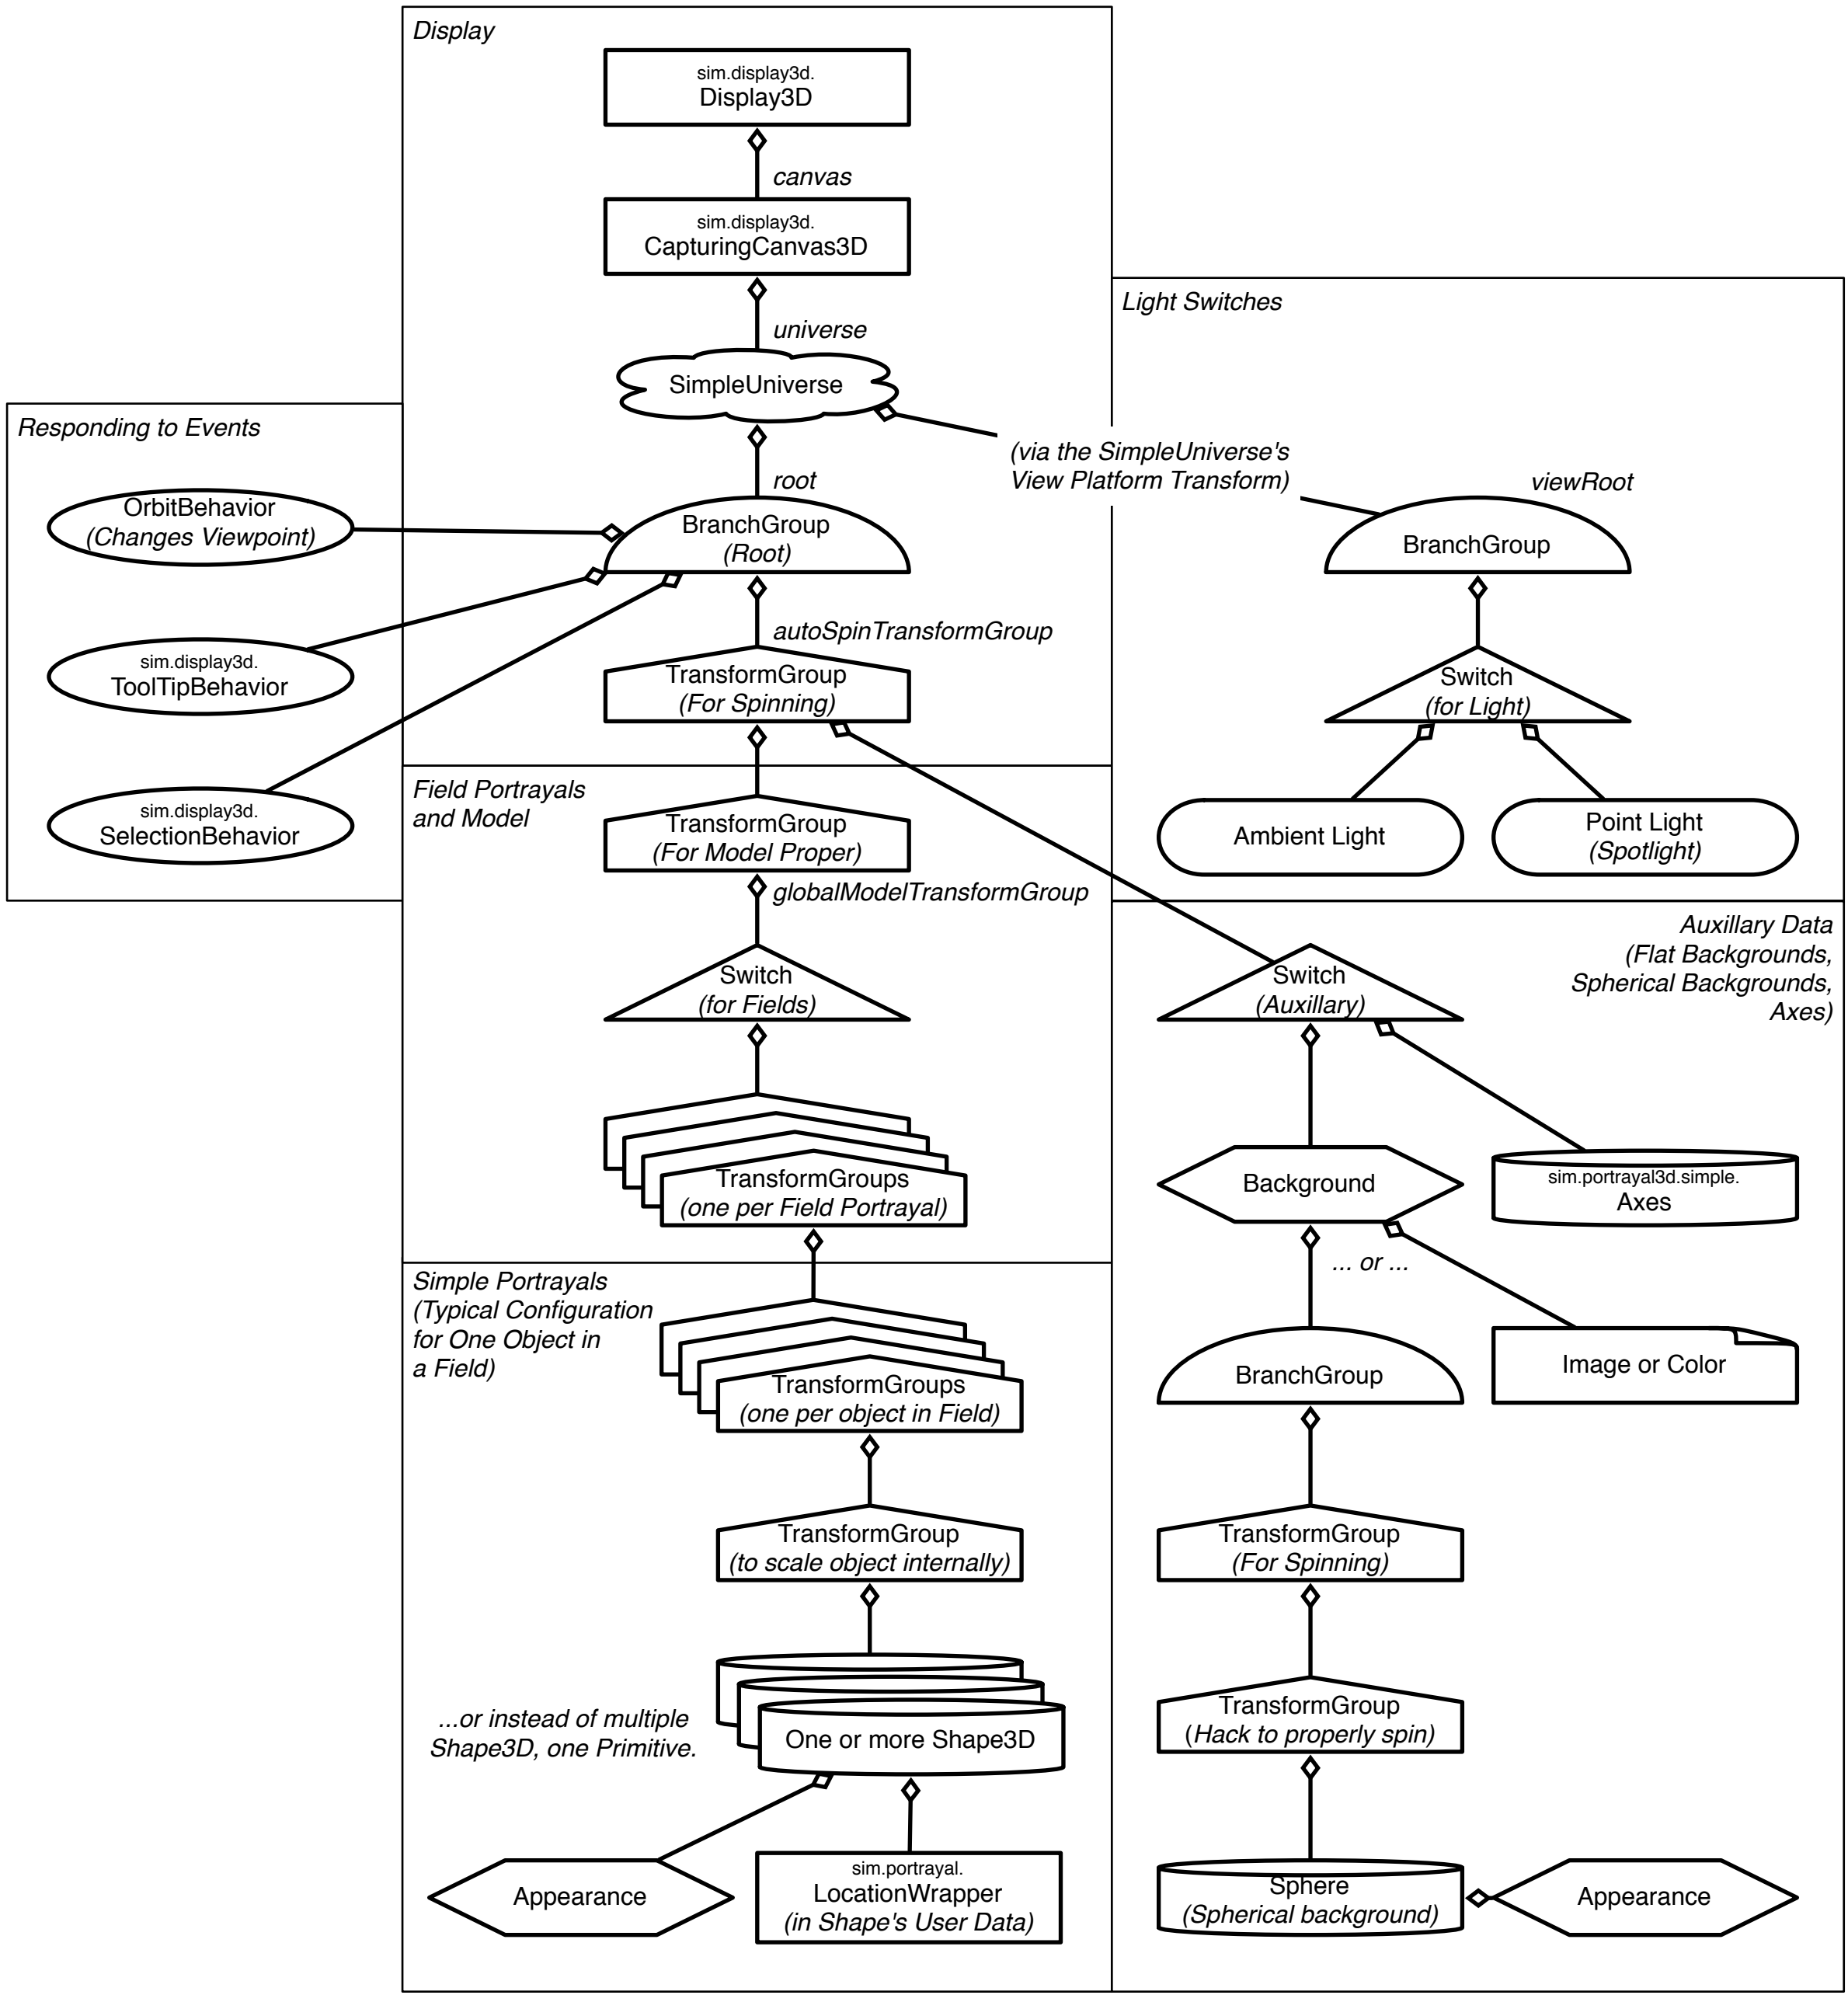 Display
sim.display3d.
Display3D
canvas
sim.display3d.
CapturingCanvas3D
universe
SimpleUniverse
root
BranchGroup
(Root)
autoSpinTransformGroup
TransformGroup
(For Spinning)
Responding to Events
OrbitBehavior
(Changes Viewpoint)
sim.display3d.
ToolTipBehavior
sim.display3d.
SelectionBehavior
Light Switches
(via the SimpleUniverse's
View Platform Transform)
viewRoot
BranchGroup
Switch
(for Light)
Ambient Light
Point Light
(Spotlight)
Field Portrayals
and Model
TransformGroup
(For Model Proper)
globalModelTransformGroup
Switch
(for Fields)
TransformGroups
(one per Field Portrayal)
Simple Portrayals
(Typical Configuration
for One Object in
a Field)
TransformGroups
(one per object in Field)
TransformGroup
(to scale object internally)
...or instead of multiple
Shape3D, one Primitive.
One or more Shape3D
Appearance
sim.portrayal.
LocationWrapper
(in Shape's User Data)
Auxillary Data
(Flat Backgrounds,
Spherical Backgrounds,
Axes)
Switch
(Auxillary)
Background
sim.portrayal3d.simple.
Axes
... or ...
BranchGroup
Image or Color
TransformGroup
(For Spinning)
TransformGroup
(Hack to properly spin)
Sphere
(Spherical background)
Appearance